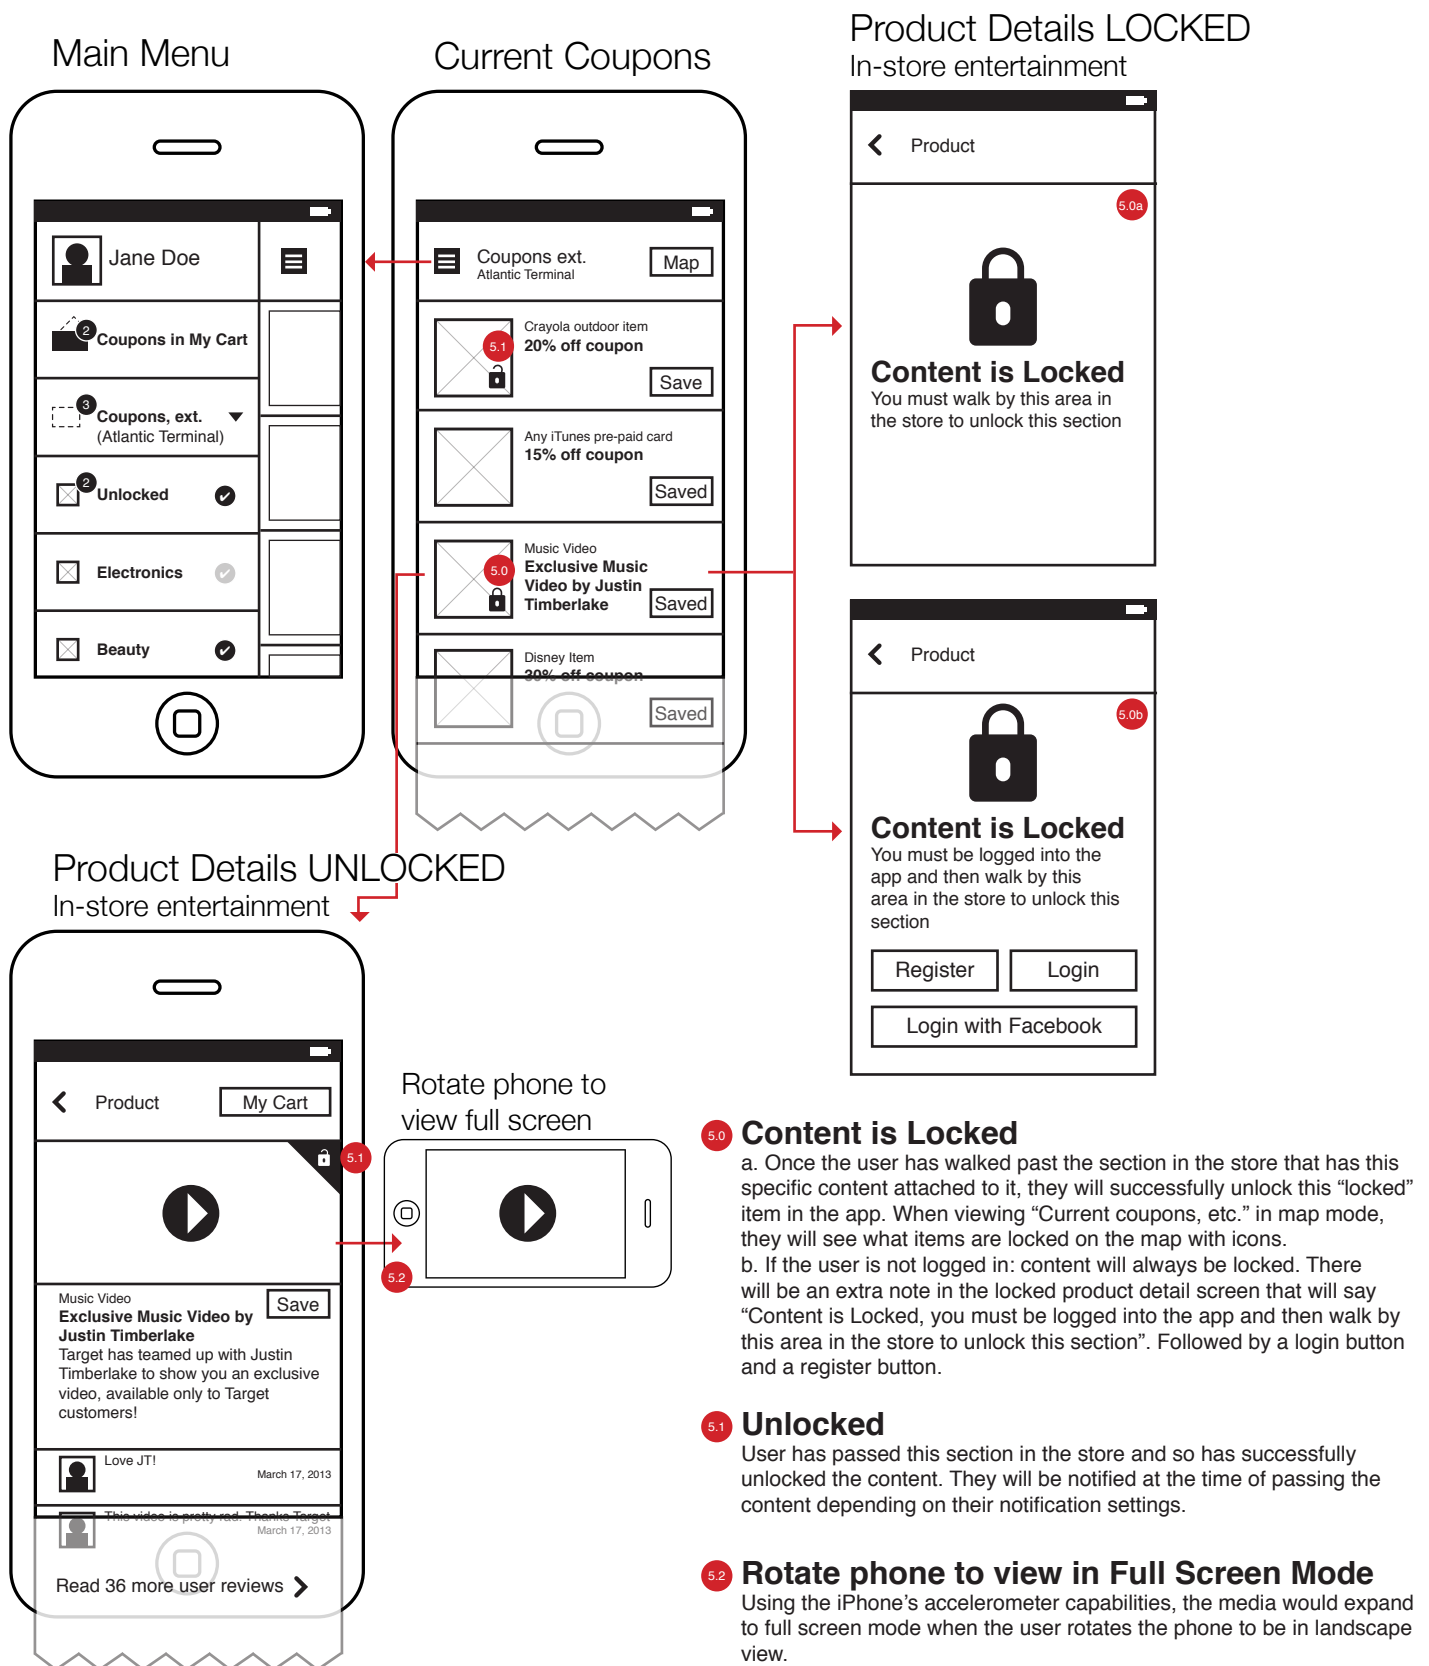 Main Menu
Jane Doe
2
Coupons in My Cart
3
Coupons, ext.
(Atlantic Terminal)
2
Unlocked
Electronics
Beauty
Current Coupons
Coupons ext.
Atlantic Terminal
Map
Crayola outdoor item
20% off coupon
5.1
Save
Any iTunes pre-paid card
15% off coupon
Saved
Music Video
Exclusive Music
Video by Justin
Timberlake
5.0
Saved
Disney Item
30% off coupon
Saved
Product Details LOCKED
In-store entertainment
Product
5.0a
Content is Locked
You must walk by this area in
the store to unlock this section
Product
5.0b
Content is Locked
You must be logged into the
app and then walk by this
area in the store to unlock this
section
Register
Login
Login with Facebook
Product Details UNLOCKED
In-store entertainment
Product
My Cart
5.1
Music Video
Exclusive Music Video by
Justin Timberlake
Save
Target has teamed up with Justin
Timberlake to show you an exclusive
video, available only to Target
customers!
Love JT!
March 17, 2013
This video is pretty rad. Thanks Target
March 17, 2013
Read 36 more user reviews
Rotate phone to
view full screen
5.2
5.0 Content is Locked
a. Once the user has walked past the section in the store that has this
specific content attached to it, they will successfully unlock this “locked”
item in the app. When viewing “Current coupons, etc.” in map mode,
they will see what items are locked on the map with icons.
b. If the user is not logged in: content will always be locked. There
will be an extra note in the locked product detail screen that will say
“Content is Locked, you must be logged into the app and then walk by
this area in the store to unlock this section”. Followed by a login button
and a register button.
5.1 Unlocked
User has passed this section in the store and so has successfully
unlocked the content. They will be notified at the time of passing the
content depending on their notification settings.
5.2 Rotate phone to view in Full Screen Mode
Using the iPhone’s accelerometer capabilities, the media would expand
to full screen mode when the user rotates the phone to be in landscape
view.